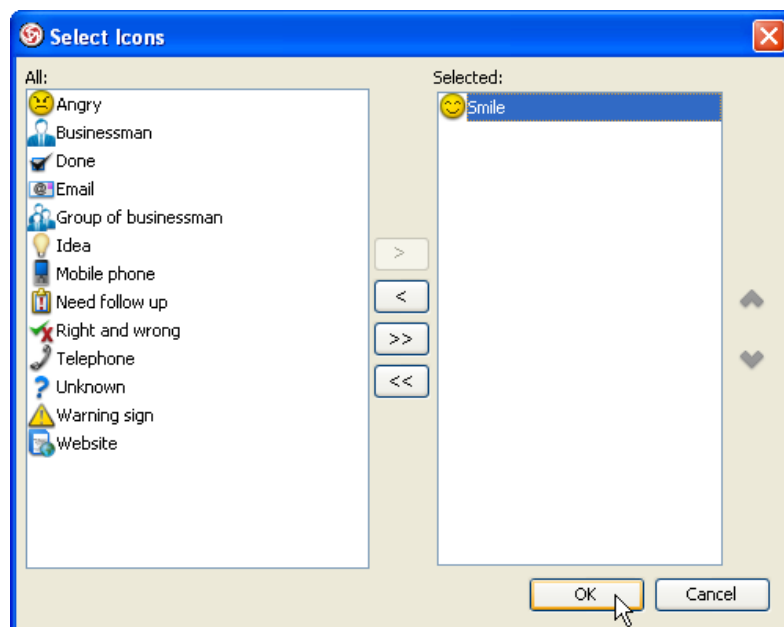 Select Icons
All:
Angry
Businessman
Done
Email
Group of businessman
Idea
Mobile phone
Need follow up
Right and wrong
Telephone
Unknown
Warning sign
Website
>
<
>>
<<
Selected:
Smile
OK
Cancel